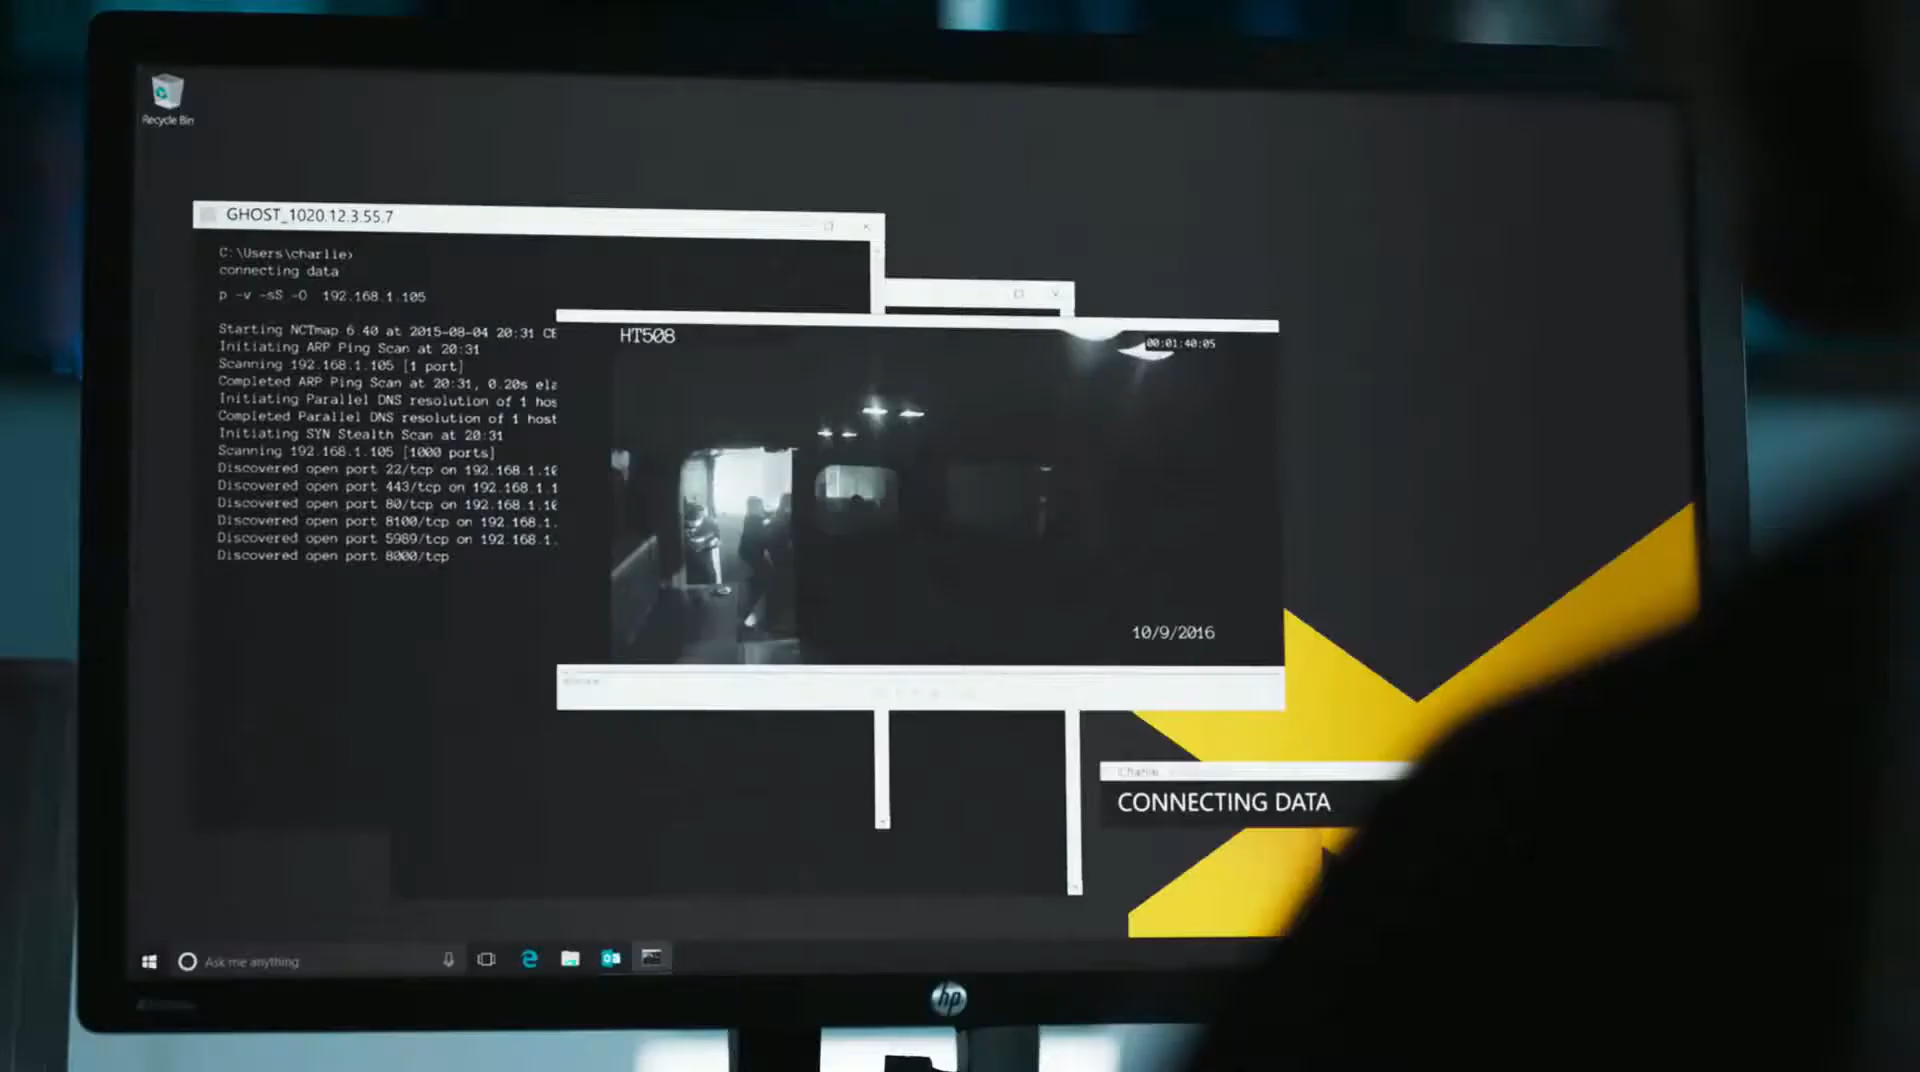 Recycle Bin
GHOST_1020.12.3.55.7
C:\Users\charlie>
connecting data
p -v -sS -O 192.168.1.105
Starting NCTmap 6.40 at 2015-08-04 20:31 CE
Initiating ARP Ping Scan at 20:31
Scanning 192.168.1.105 [1 port]
Completed ARP Ping Scan at 20:31, 0.20s ela
Initiating Parallel DNS resolution of 1 hos
Completed Parallel DNS resolution of 1 host
Initiating SYN Stealth Scan at 20:31
Scanning 192.168.1.105 [1000 ports]
Discovered open port 22/tcp on 192.168.1.10
Discovered open port 443/tcp on 192.168.1.1
Discovered open port 80/tcp on 192.168.1.10
Discovered open port 8100/tcp on 192.168.1.
Discovered open port 5989/tcp on 192.168.1.
Discovered open port 8000/tcp
HT508
00:01:40:05
10/9/2016
Charlie
CONNECTING DATA
Ask me anything
hp